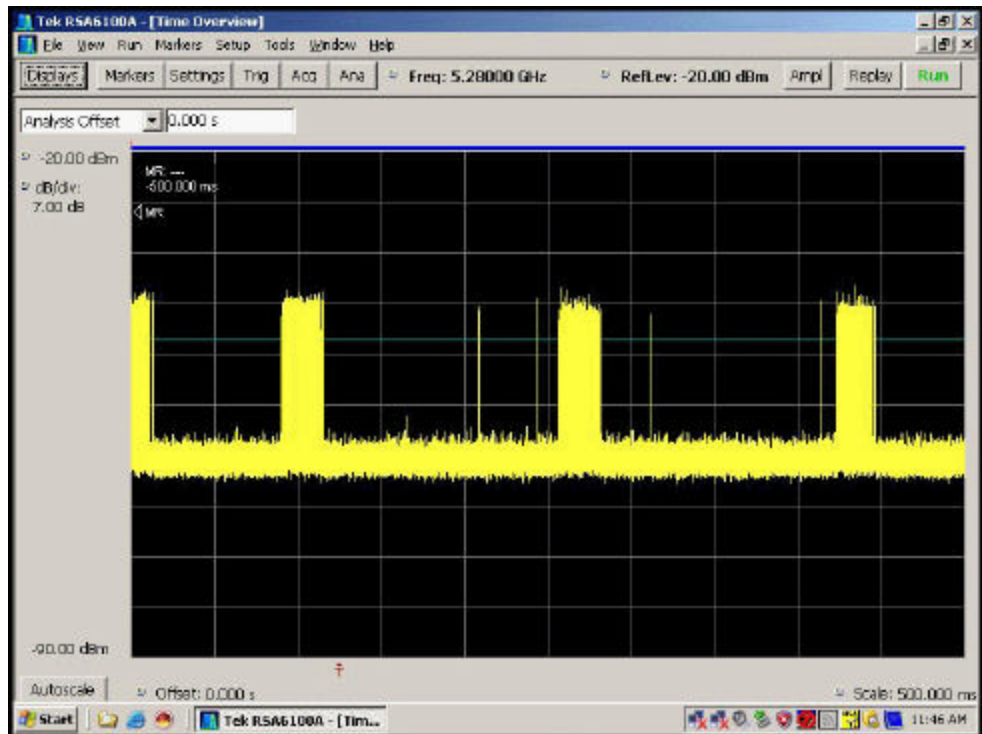 Tek RSA6100A - [Time Overview]
File View Run Markers Setup Tools Window Help
Displays Markers Settings Trig Acq Ana Freq: 5.28000 GHz RefLev: -20.00 dBm Ampl Replay Run
Analysis Offset 0.000 s
-20.00 dBm
dB/div:
7.00 dB
MR: ---
-500.000 ms
MR
-90.00 dBm
Autoscale Offset: 0.000 s Scale: 500.000 ms
Start Tek RSA6100A - [Tim... 11:46 AM